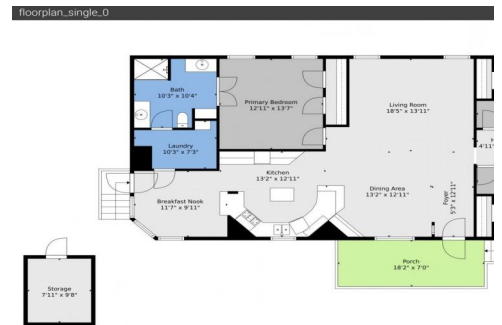 floorplan_single_0
Bath
10'3" x 10'4"
Primary Bedroom
12'11" x 13'7"
Living Room
18'5" x 13'11"
Laundry
10'3" x 7'3"
4'11"
Kitchen
13'2" x 12'11"
Breakfast Nook
11'7" x 9'11"
Dining Area
13'2" x 12'11"
Foyer
5'3" x 12'11"
Porch
18'2" x 7'0"
Storage
7'11" x 9'8"